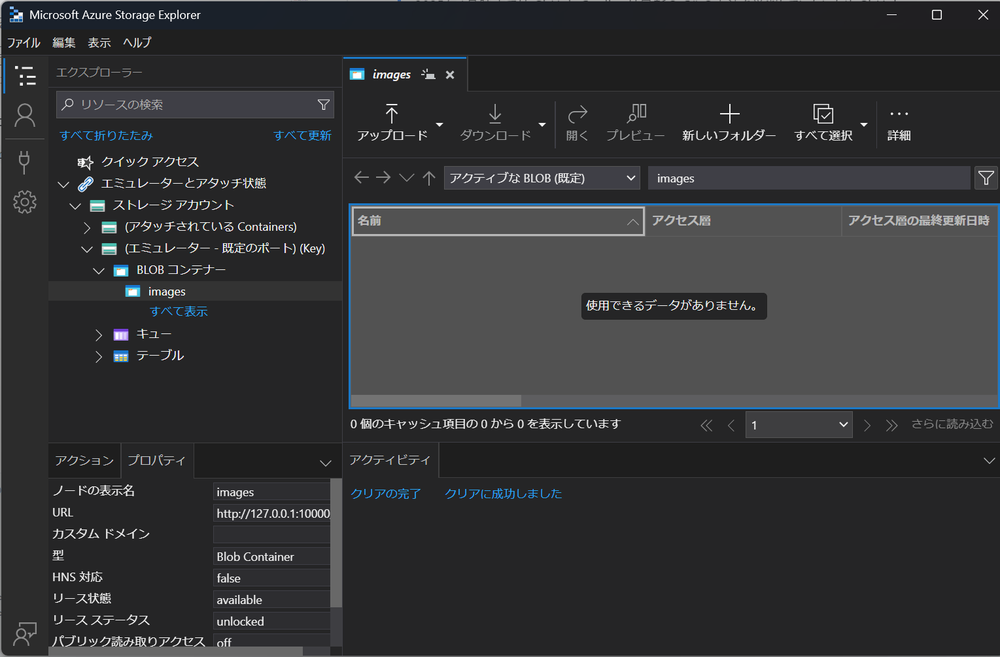 Microsoft Azure Storage Explorer
ファイル 編集 表示 ヘルプ
エクスプローラー
リソースの検索
すべて折りたたみ すべて更新
クイック アクセス
エミュレーターとアタッチ状態
ストレージ アカウント
(アタッチされている Containers)
(エミュレーター - 既定のポート) (Key)
BLOB コンテナー
images
すべて表示
キュー
テーブル
アクション プロパティ
ノードの表示名 images
URL http://127.0.0.1:10000
カスタム ドメイン
型 Blob Container
HNS 対応 false
リース状態 available
リース ステータス unlocked
パブリック読み取りアクセス off
images
アップロード ダウンロード 開く プレビュー 新しいフォルダー すべて選択 詳細
アクティブな BLOB (既定) images
名前 アクセス層 アクセス層の最終更新日時
使用できるデータがありません。
0 個のキャッシュ項目の 0 から 0 を表示しています 1 さらに読み込む
アクティビティ
クリアの完了 クリアに成功しました